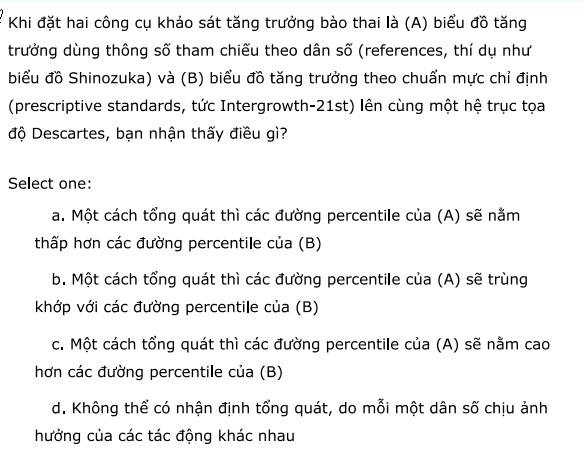 Khi đặt hai công cụ khảo sát tăng trưởng bào thai là (A) biểu đồ tăng
trưởng dùng thông số tham chiếu theo dân số (references, thí dụ như
biểu đồ Shinozuka) và (B) biểu đồ tăng trưởng theo chuẩn mực chỉ định
(prescriptive standards, tức Intergrowth-21st) lên cùng một hệ trục tọa
độ Descartes, bạn nhận thấy điều gì?
Select one:
a. Một cách tổng quát thì các đường percentile của (A) sẽ nằm
thấp hơn các đường percentile của (B)
b. Một cách tổng quát thì các đường percentile của (A) sẽ trùng
khớp với các đường percentile của (B)
c. Một cách tổng quát thì các đường percentile của (A) sẽ nằm cao
hơn các đường percentile của (B)
d. Không thể có nhận định tổng quát, do mỗi một dân số chịu ảnh
hưởng của các tác động khác nhau